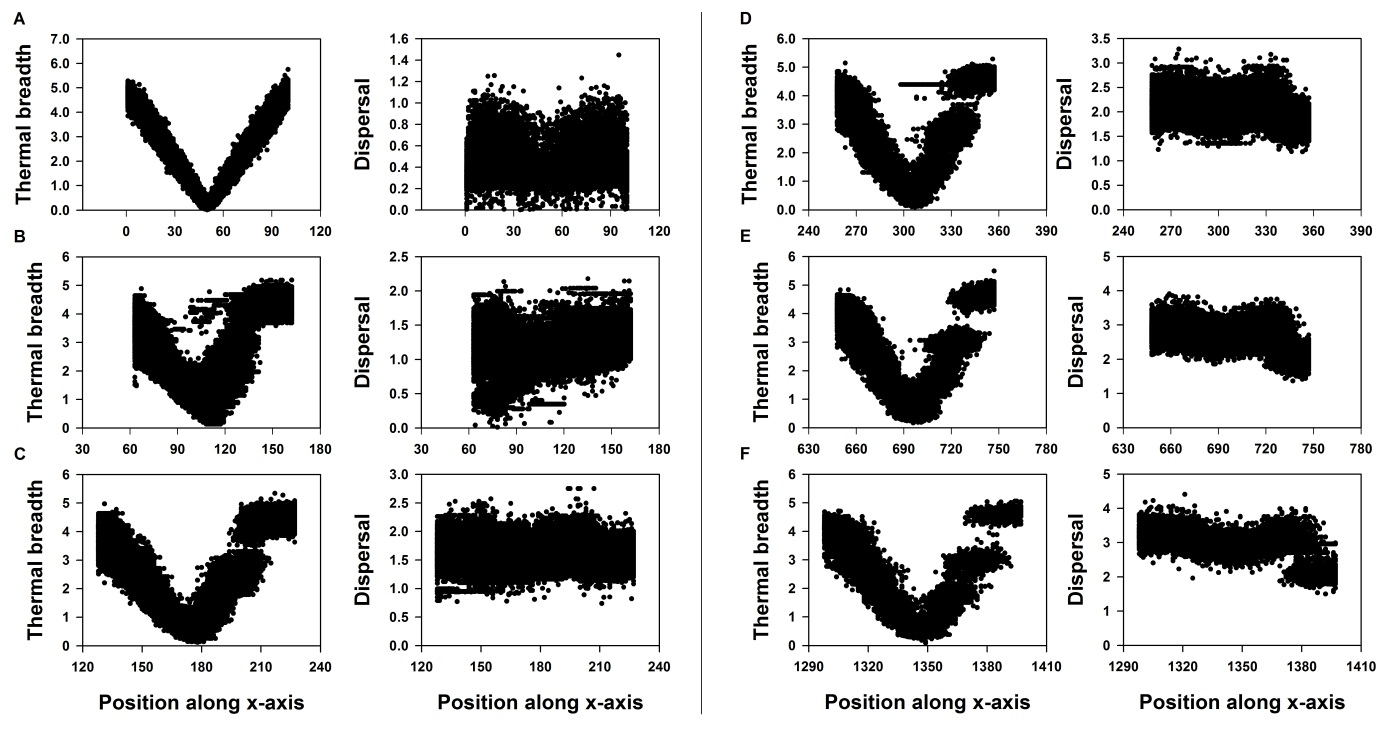 A
Thermal breadth
7.0
6.0
5.0
4.0
3.0
2.0
1.0
0.0
0 30 60 90 120
Dispersal
1.6
1.4
1.2
1.0
0.8
0.6
0.4
0.2
0.0
0 30 60 90 120
B
Thermal breadth
6
5
4
3
2
1
0
30 60 90 120 150 180
Dispersal
2.5
2.0
1.5
1.0
0.5
0.0
30 60 90 120 150 180
C
Thermal breadth
6
5
4
3
2
1
0
120 150 180 210 240
Position along x-axis
Dispersal
3.0
2.5
2.0
1.5
1.0
0.5
0.0
120 150 180 210 240
Position along x-axis
D
Thermal breadth
6.0
5.0
4.0
3.0
2.0
1.0
0.0
240 270 300 330 360 390
Dispersal
3.5
3.0
2.5
2.0
1.5
1.0
0.5
0.0
240 270 300 330 360 390
E
Thermal breadth
6
5
4
3
2
1
0
630 660 690 720 750 780
Dispersal
5
4
3
2
1
0
630 660 690 720 750 780
F
Thermal breadth
6
5
4
3
2
1
0
1290 1320 1350 1380 1410
Position along x-axis
Dispersal
5
4
3
2
1
0
1290 1320 1350 1380 1410
Position along x-axis